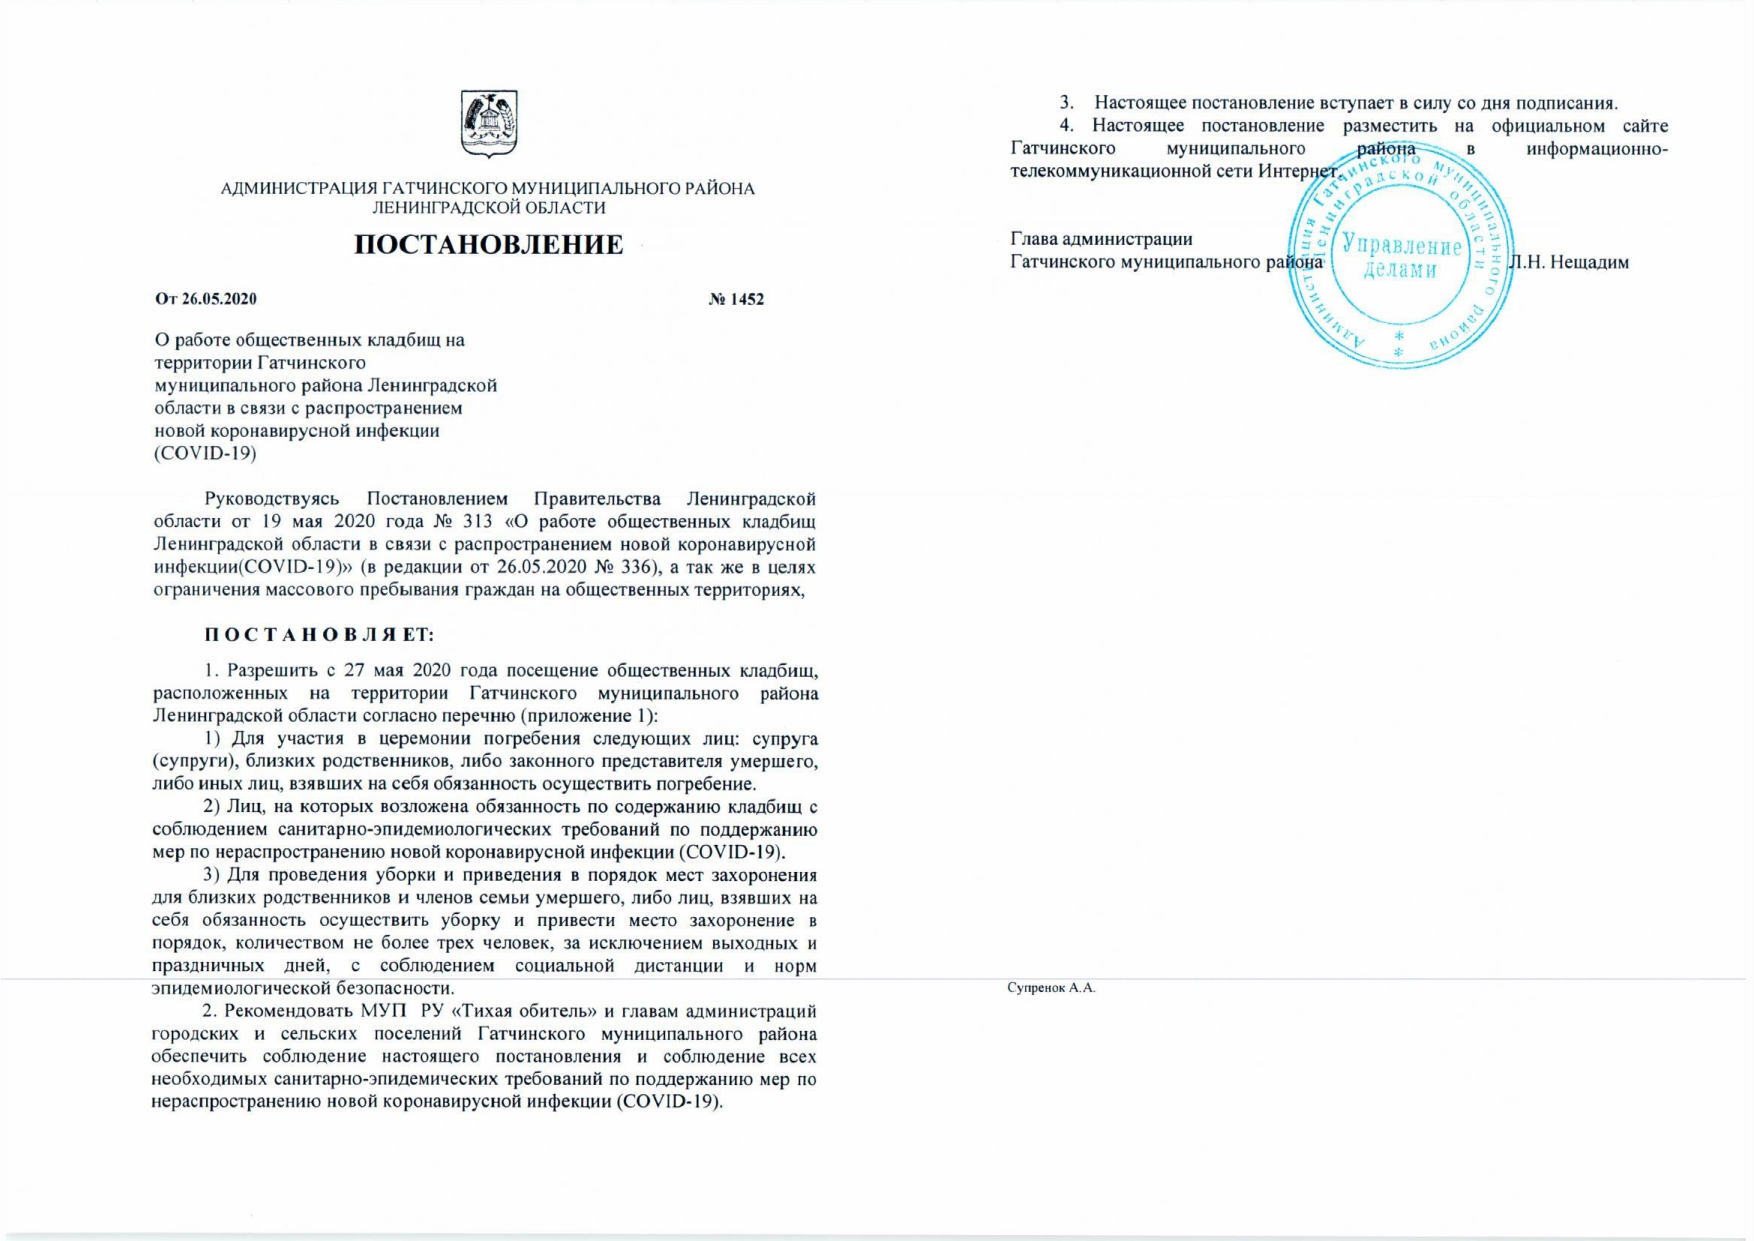 АДМИНИСТРАЦИЯ ГАТЧИНСКОГО МУНИЦИПАЛЬНОГО РАЙОНА
ЛЕНИНГРАДСКОЙ ОБЛАСТИ
ПОСТАНОВЛЕНИЕ
От 26.05.2020 № 1452
О работе общественных кладбищ на
территории Гатчинского
муниципального района Ленинградской
области в связи с распространением
новой коронавирусной инфекции
(COVID-19)
Руководствуясь Постановлением Правительства Ленинградской
области от 19 мая 2020 года № 313 «О работе общественных кладбищ
Ленинградской области в связи с распространением новой коронавирусной
инфекции(COVID-19)» (в редакции от 26.05.2020 № 336), а так же в целях
ограничения массового пребывания граждан на общественных территориях,
П О С Т А Н О В Л Я ЕТ:
1. Разрешить с 27 мая 2020 года посещение общественных кладбищ,
расположенных на территории Гатчинского муниципального района
Ленинградской области согласно перечню (приложение 1):
1) Для участия в церемонии погребения следующих лиц: супруга
(супруги), близких родственников, либо законного представителя умершего,
либо иных лиц, взявших на себя обязанность осуществить погребение.
2) Лиц, на которых возложена обязанность по содержанию кладбищ с
соблюдением санитарно-эпидемиологических требований по поддержанию
мер по нераспространению новой коронавирусной инфекции (COVID-19).
3) Для проведения уборки и приведения в порядок мест захоронения
для близких родственников и членов семьи умершего, либо лиц, взявших на
себя обязанность осуществить уборку и привести место захоронение в
порядок, количеством не более трех человек, за исключением выходных и
праздничных дней, с соблюдением социальной дистанции и норм
эпидемиологической безопасности.
2. Рекомендовать МУП РУ «Тихая обитель» и главам администраций
городских и сельских поселений Гатчинского муниципального района
обеспечить соблюдение настоящего постановления и соблюдение всех
необходимых санитарно-эпидемических требований по поддержанию мер по
нераспространению новой коронавирусной инфекции (COVID-19).
3. Настоящее постановление вступает в силу со дня подписания.
4. Настоящее постановление разместить на официальном сайте
Гатчинского муниципального района в информационно-
телекоммуникационной сети Интернет.
Глава администрации
Гатчинского муниципального района Л.Н. Нещадим
Администрация Гатчинского муниципального района
Ленинградской области
Управление
делами
Супренок А.А.